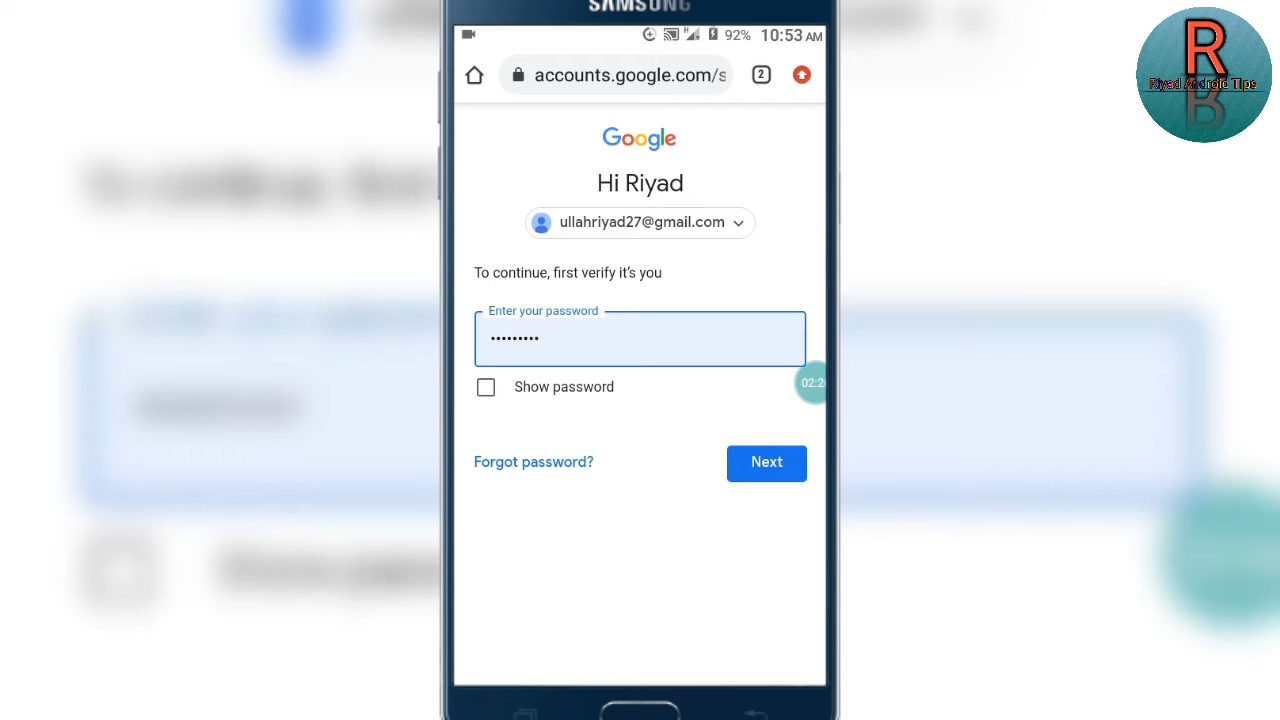 SAMSUNG
92% 10:53 AM
accounts.google.com/s
2
R
Riyad Android Tips
Google
Hi Riyad
ullahriyad27@gmail.com
To continue, first verify it's you
Enter your password
•••••••••
Show password
Forgot password?
Next